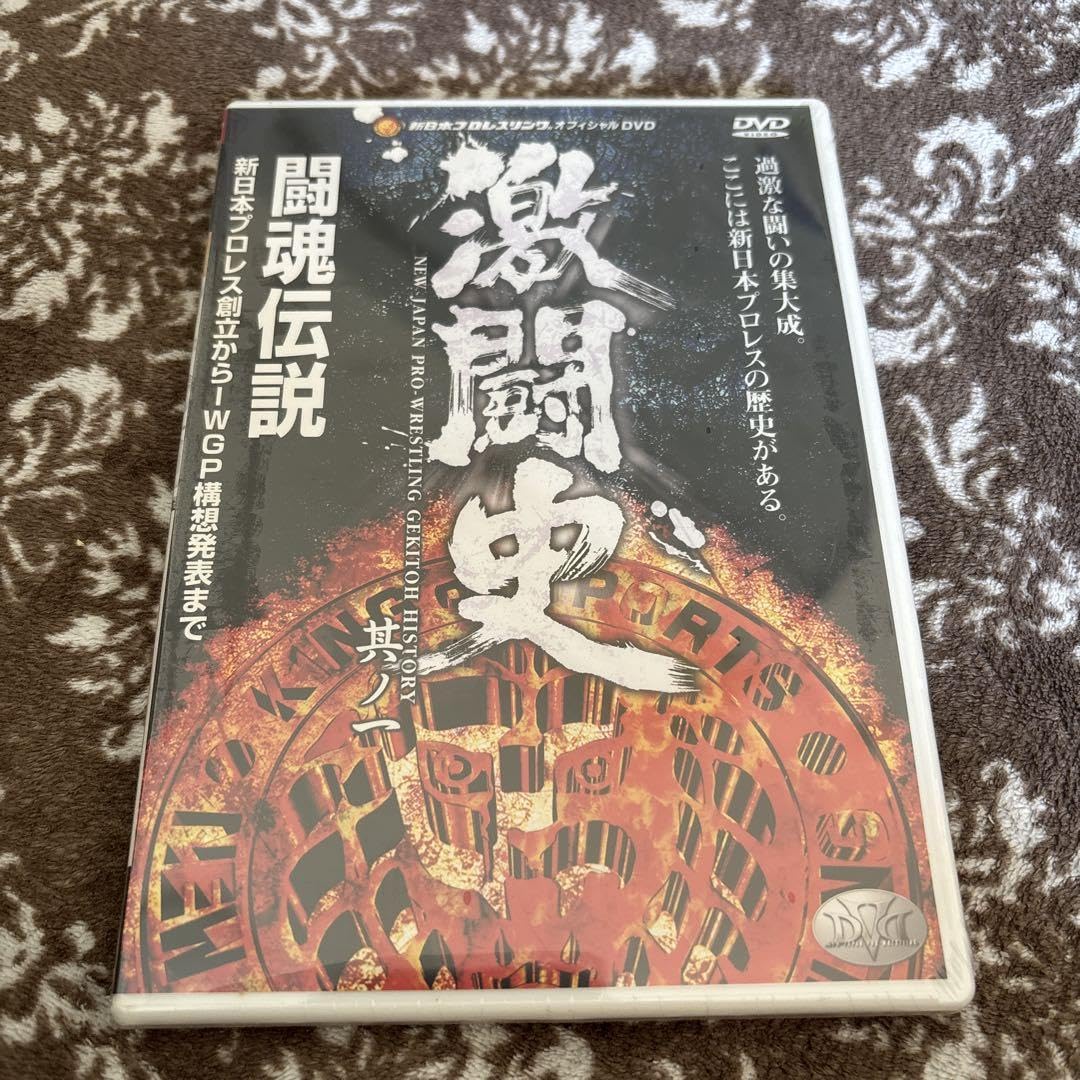 新日本プロレスリング オフィシャルDVD
DVD
VIDEO
過激な闘いの集大成。
ここには新日本プロレスの歴史がある。
激闘史
NEW JAPAN PRO-WRESTLING GEKITOH HISTORY
其ノ一
闘魂伝説
新日本プロレス創立からIWGP構想発表まで
KING OF SPORTS